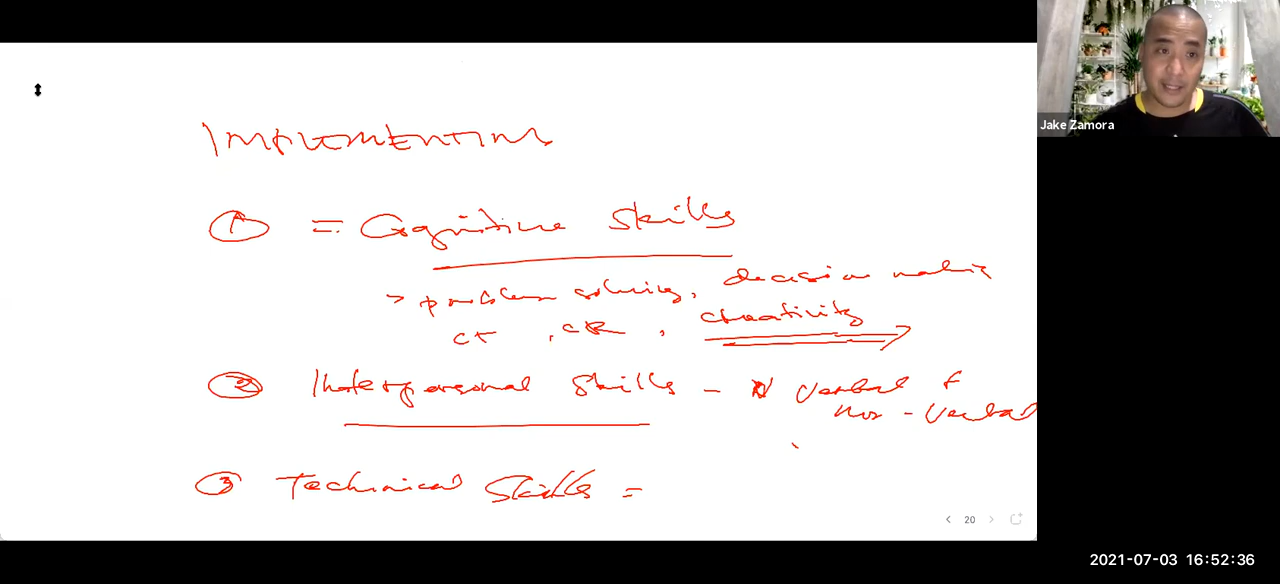 IMPLEMENTING
Jake Zamora
① = Cognitive Skills
> problem solving, decision making
CT , CR , creativity
② Interpersonal Skills - Verbal &
non-verbal
③ Technical Skills =
20
2021-07-03 16:52:36